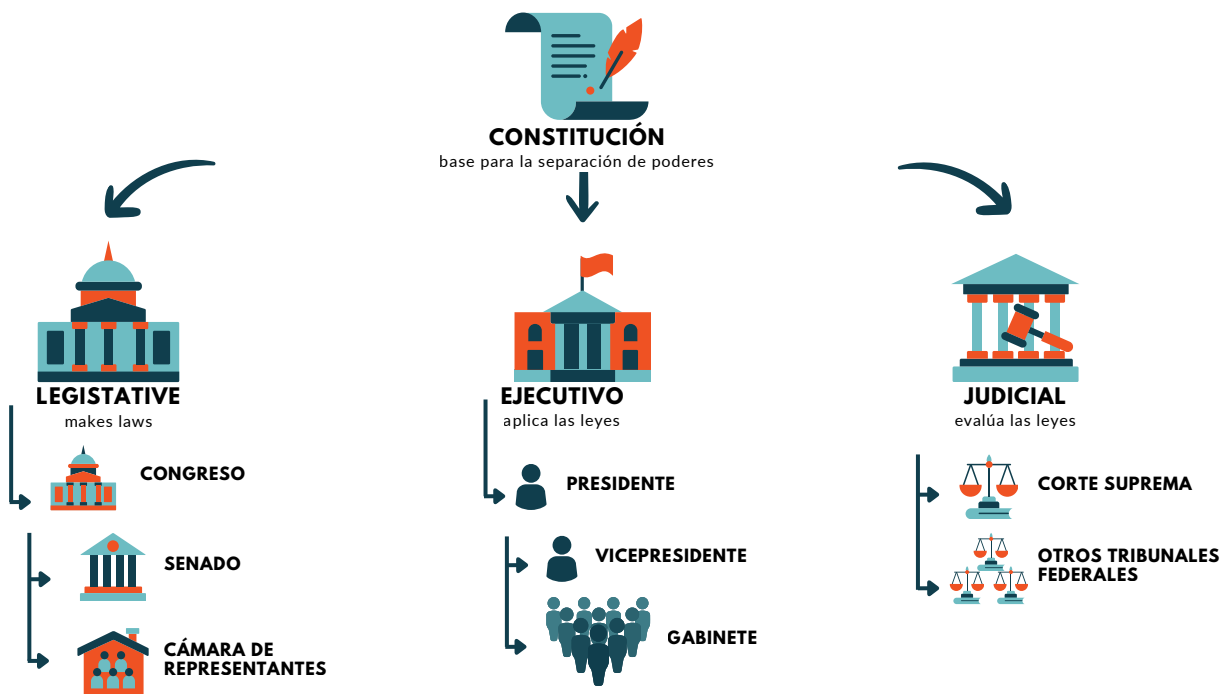 CONSTITUCIÓN
base para la separación de poderes
LEGISTATIVE
makes laws
CONGRESO
SENADO
CÁMARA DE
REPRESENTANTES
EJECUTIVO
aplica las leyes
PRESIDENTE
VICEPRESIDENTE
GABINETE
JUDICIAL
evalúa las leyes
CORTE SUPREMA
OTROS TRIBUNALES
FEDERALES